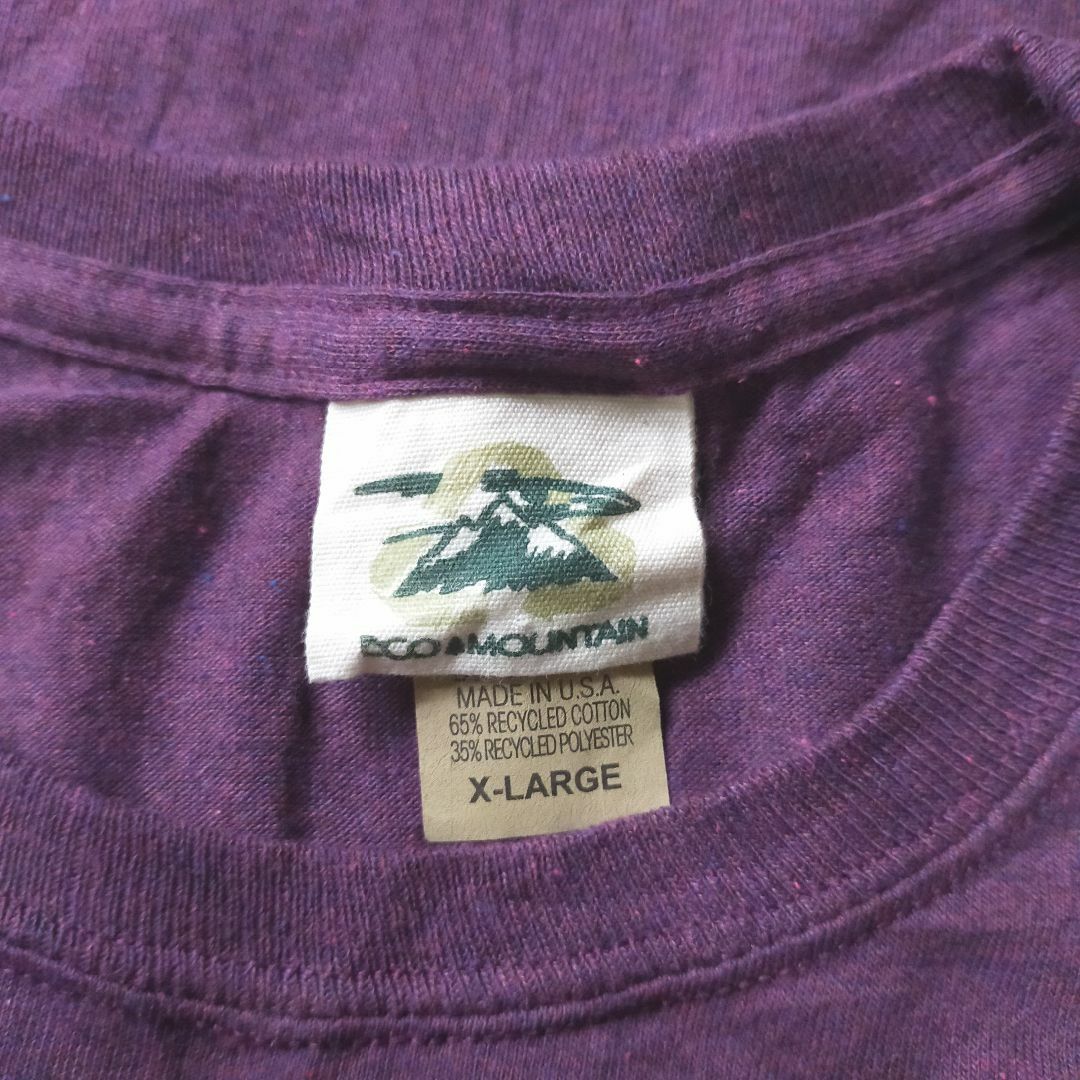 ECO MOUNTAIN
MADE IN U.S.A.
65% RECYCLED COTTON
35% RECYCLED POLYESTER
X-LARGE